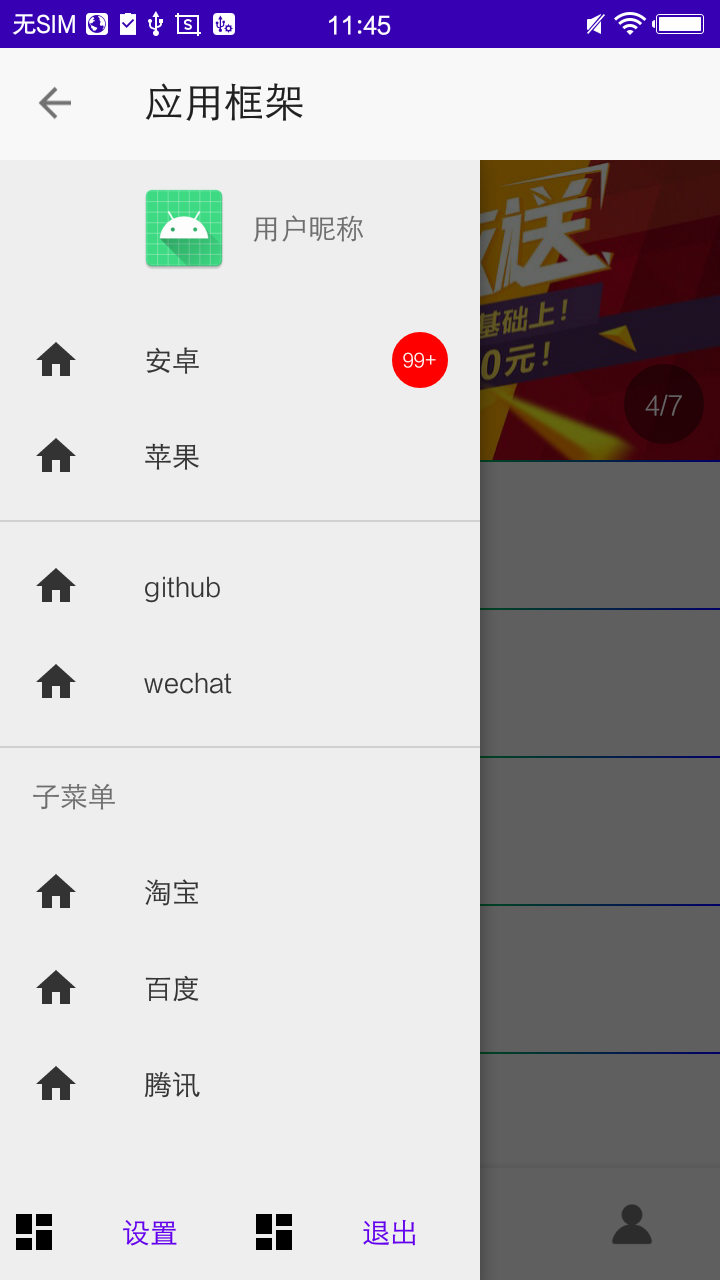 无SIM 11:45
应用框架
用户昵称
安卓 99+
苹果
github
wechat
子菜单
淘宝
百度
腾讯
设置 退出
送
基础上!
0元!
4/7